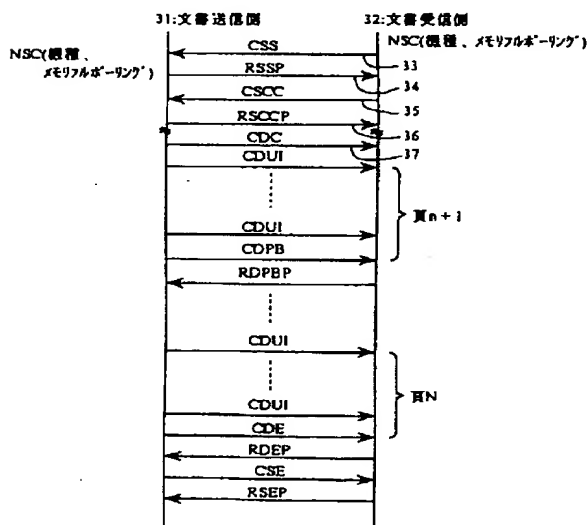 31:文書送信側 32:文書受信側
NSC(機種、
メモリフルポーリング)
NSC(機種、メモリフルポーリング)
CSS
33
RSSP
34
CSCC
35
RSCCP
36
CDC
37
CDUI
CDUI
頁n+1
CDPB
RDPBP
CDUI
CDUI
頁N
CDE
RDEP
CSE
RSEP